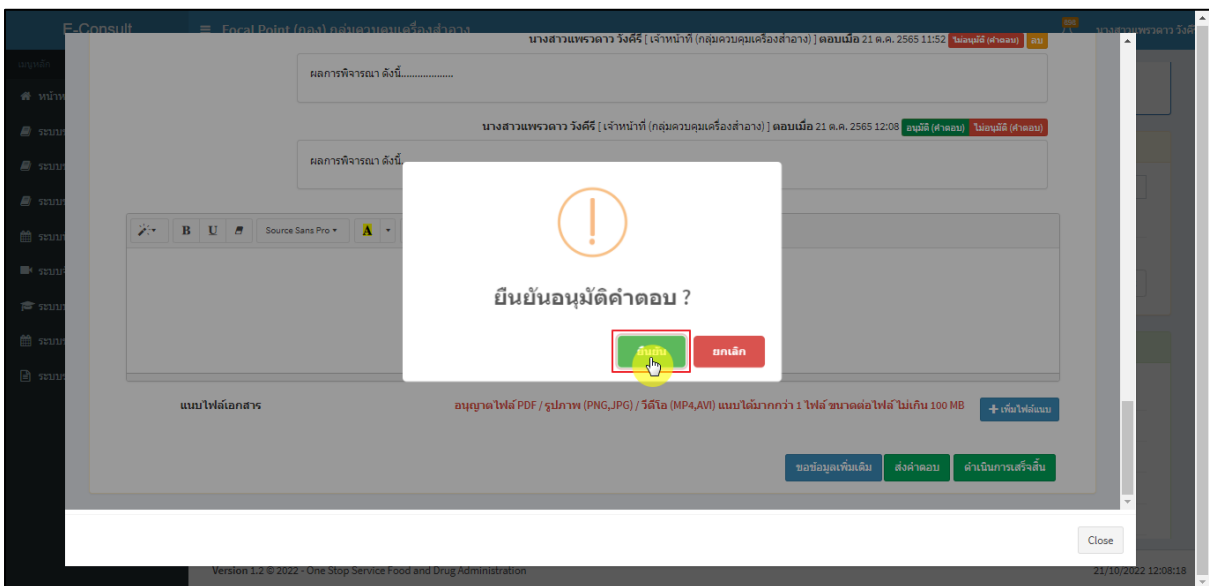 E-Consult
Focal Point (กอง) กลุ่มควบคุมเครื่องสำอาง
นางสาวแพรวดาว วังคีรี [ เจ้าหน้าที่ (กลุ่มควบคุมเครื่องสำอาง) ] ตอบเมื่อ 21 ต.ค. 2565 11:52 ไม่อนุมัติ (คำตอบ) ลบ
เมนูหลัก
ผลการพิจารณา ดังนี้..................
นางสาวแพรวดาว วังคีรี [ เจ้าหน้าที่ (กลุ่มควบคุมเครื่องสำอาง) ] ตอบเมื่อ 21 ต.ค. 2565 12:08 อนุมัติ (คำตอบ) ไม่อนุมัติ (คำตอบ)
ผลการพิจารณา ดังนี้
B U Source Sans Pro A
ยืนยันอนุมัติคำตอบ ?
ยืนยัน ยกเลิก
แนบไฟล์เอกสาร
อนุญาตไฟล์ PDF / รูปภาพ (PNG,JPG) / วีดีโอ (MP4,AVI) แนบได้มากกว่า 1 ไฟล์ ขนาดต่อไฟล์ ไม่เกิน 100 MB
+ เพิ่มไฟล์แนบ
ขอข้อมูลเพิ่มเติม ส่งคำตอบ ดำเนินการเสร็จสิ้น
Close
Version 1.2 © 2022 - One Stop Service Food and Drug Administration
21/10/2022 12:08:18